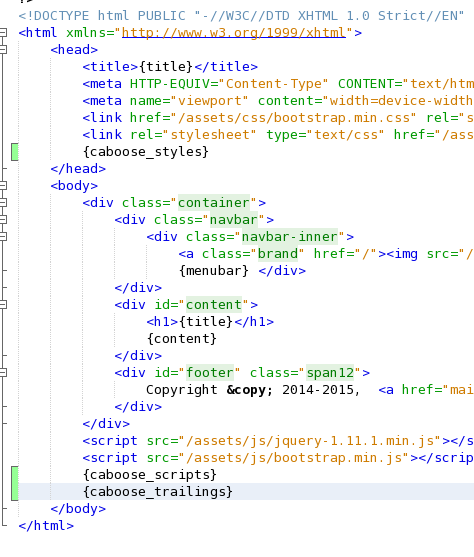 <!DOCTYPE html PUBLIC "-//W3C//DTD XHTML 1.0 Strict//EN"
<html xmlns="http://www.w3.org/1999/xhtml">
<head>
<title>{title}</title>
<meta HTTP-EQUIV="Content-Type" CONTENT="text/htm
<meta name="viewport" content="width=device-width
<link href="/assets/css/bootstrap.min.css" rel="s
<link rel="stylesheet" type="text/css" href="/ass
{caboose_styles}
</head>
<body>
<div class="container">
<div class="navbar">
<div class="navbar-inner">
<a class="brand" href="/"><img src="/
{menubar} </div>
</div>
<div id="content">
<h1>{title}</h1>
{content}
</div>
<div id="footer" class="span12">
Copyright &copy; 2014-2015,  <a href="mai
</div>
</div>
<script src="/assets/js/jquery-1.11.1.min.js"></s
<script src="/assets/js/bootstrap.min.js"></scrip
{caboose_scripts}
{caboose_trailings}
</body>
</html>